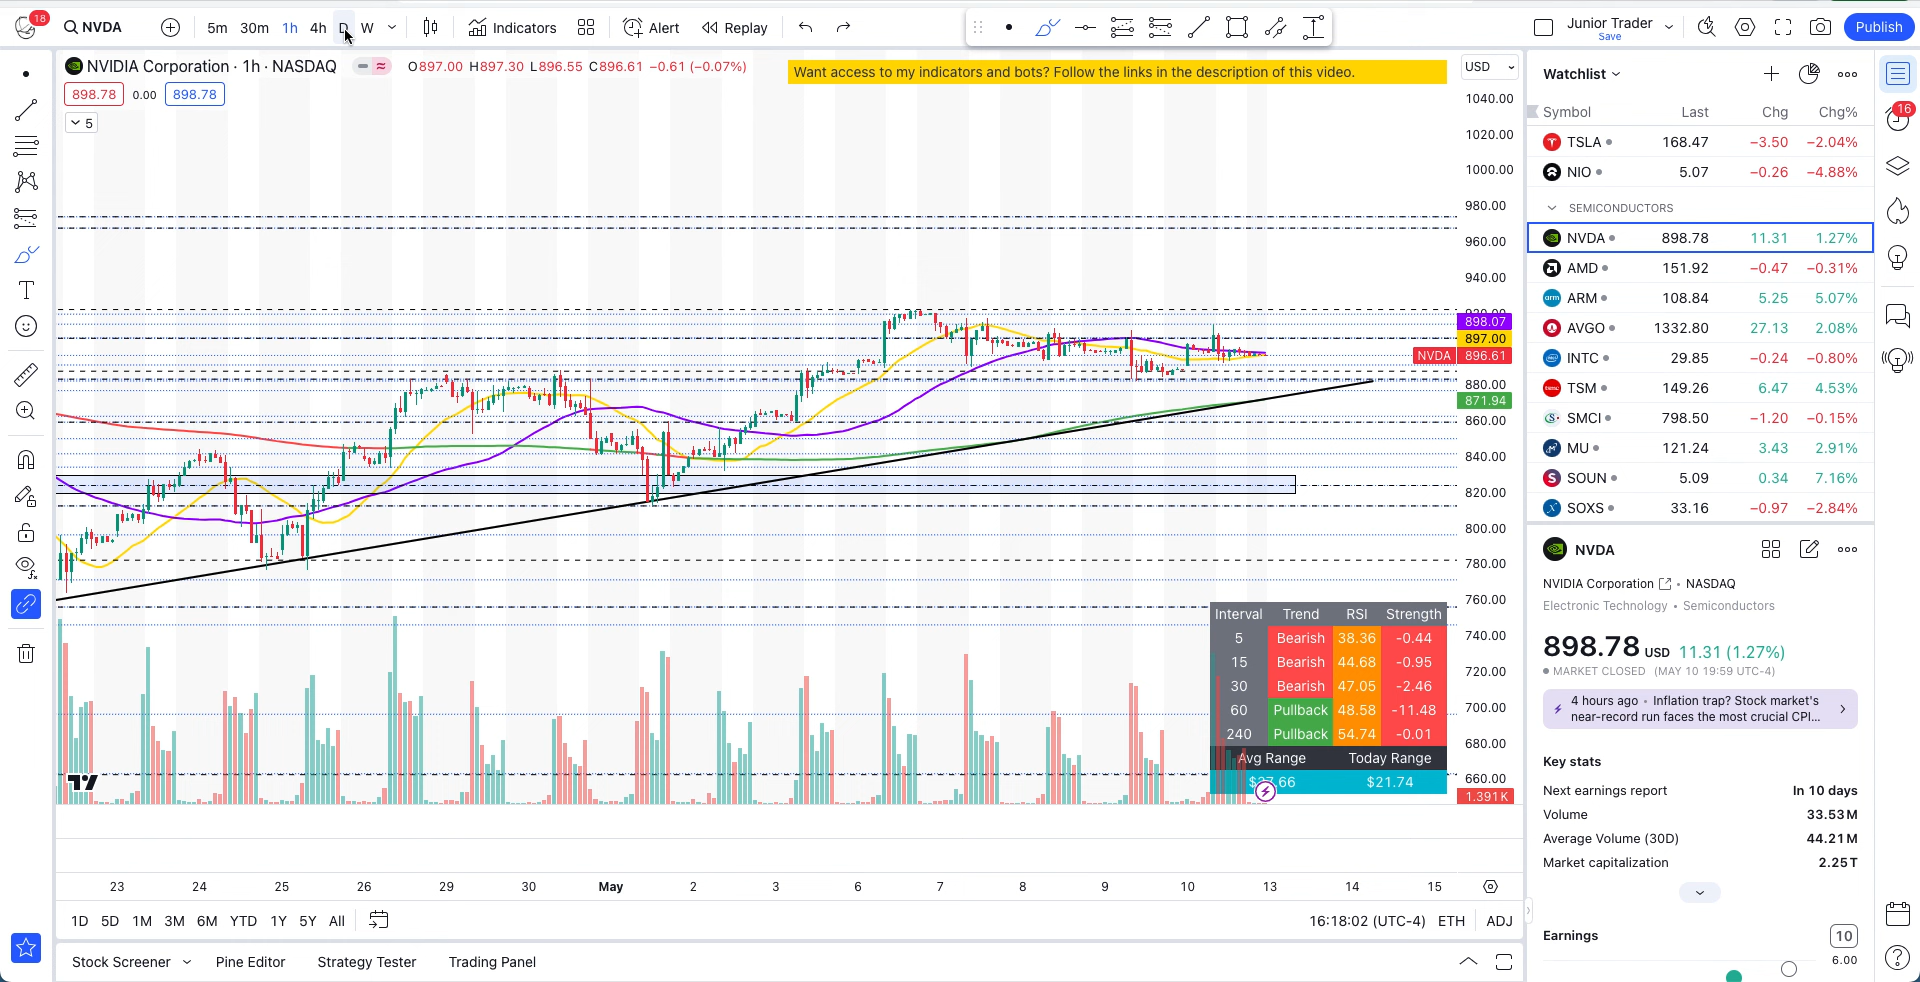 18
NVDA
5m 30m 1h 4h D W
Indicators
Alert
Replay
Junior Trader
Save
Publish
NVIDIA Corporation · 1h · NASDAQ
O897.00 H897.30 L896.55 C896.61 −0.61 (−0.07%)
Want access to my indicators and bots? Follow the links in the description of this video.
USD
898.78 0.00 898.78
5
1040.00
1020.00
1000.00
980.00
960.00
940.00
898.07
897.00
NVDA 896.61
880.00
871.94
860.00
840.00
820.00
800.00
780.00
760.00
740.00
720.00
700.00
680.00
660.00
1.391K
Interval Trend RSI Strength
5 Bearish 38.36 -0.44
15 Bearish 44.68 -0.95
30 Bearish 47.05 -2.46
60 Pullback 48.58 -11.48
240 Pullback 54.74 -0.01
Avg Range Today Range
$21.74
23 24 25 26 29 30 May 2 3 6 7 8 9 10 13 14 15
1D 5D 1M 3M 6M YTD 1Y 5Y All
16:18:02 (UTC-4) ETH ADJ
Stock Screener Pine Editor Strategy Tester Trading Panel
Watchlist
Symbol Last Chg Chg%
TSLA 168.47 −3.50 −2.04%
NIO 5.07 −0.26 −4.88%
SEMICONDUCTORS
NVDA 898.78 11.31 1.27%
AMD 151.92 −0.47 −0.31%
ARM 108.84 5.25 5.07%
AVGO 1332.80 27.13 2.08%
INTC 29.85 −0.24 −0.80%
TSM 149.26 6.47 4.53%
SMCI 798.50 −1.20 −0.15%
MU 121.24 3.43 2.91%
SOUN 5.09 0.34 7.16%
SOXS 33.16 −0.97 −2.84%
NVDA
NVIDIA Corporation • NASDAQ
Electronic Technology • Semiconductors
898.78 USD 11.31 (1.27%)
MARKET CLOSED (MAY 10 19:59 UTC-4)
4 hours ago • Inflation trap? Stock market's
near-record run faces the most crucial CPI...
Key stats
Next earnings report In 10 days
Volume 33.53M
Average Volume (30D) 44.21M
Market capitalization 2.25T
Earnings 10
6.00
16